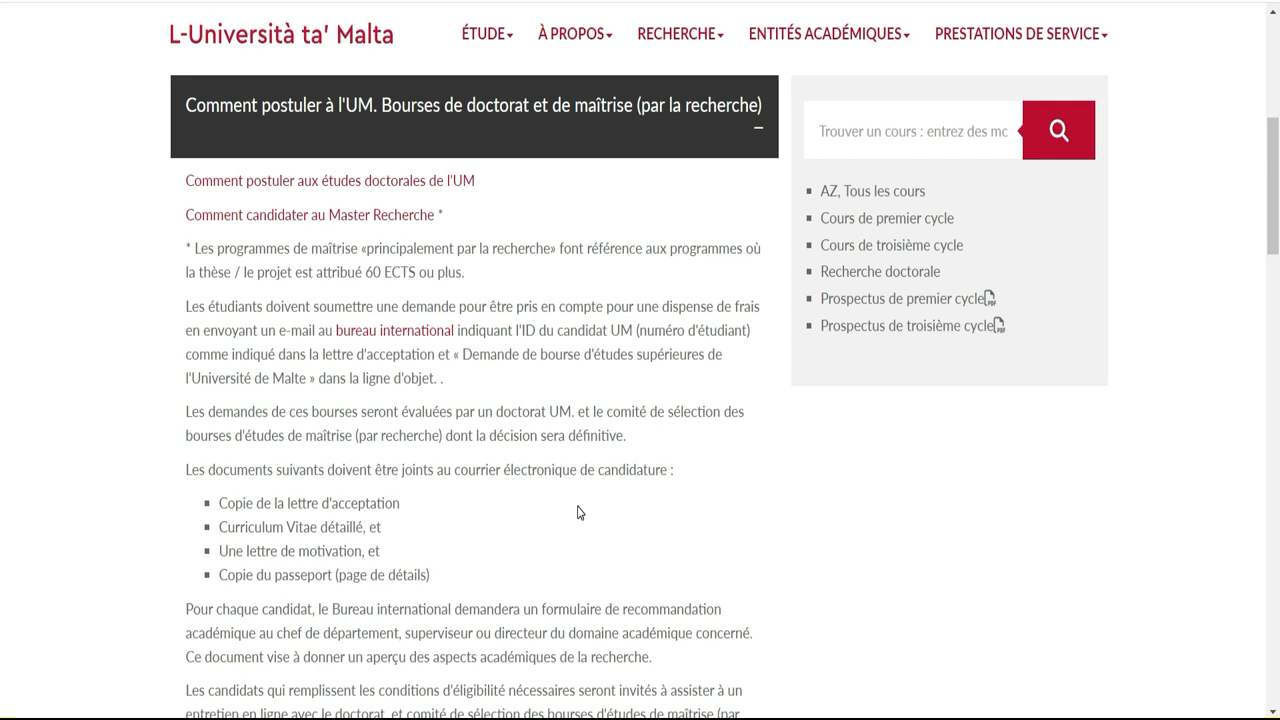 L-Università ta' Malta
ÉTUDE
À PROPOS
RECHERCHE
ENTITÉS ACADÉMIQUES
PRESTATIONS DE SERVICE
Comment postuler à l'UM. Bourses de doctorat et de maîtrise (par la recherche)
Comment postuler aux études doctorales de l'UM
Comment candidater au Master Recherche *
* Les programmes de maîtrise «principalement par la recherche» font référence aux programmes où
la thèse / le projet est attribué 60 ECTS ou plus.
Les étudiants doivent soumettre une demande pour être pris en compte pour une dispense de frais
en envoyant un e-mail au bureau international indiquant l'ID du candidat UM (numéro d'étudiant)
comme indiqué dans la lettre d'acceptation et « Demande de bourse d'études supérieures de
l'Université de Malte » dans la ligne d'objet. .
Les demandes de ces bourses seront évaluées par un doctorat UM. et le comité de sélection des
bourses d'études de maîtrise (par recherche) dont la décision sera définitive.
Les documents suivants doivent être joints au courrier électronique de candidature :
Copie de la lettre d'acceptation
Curriculum Vitae détaillé, et
Une lettre de motivation, et
Copie du passeport (page de détails)
Pour chaque candidat, le Bureau international demandera un formulaire de recommandation
académique au chef de département, superviseur ou directeur du domaine académique concerné.
Ce document vise à donner un aperçu des aspects académiques de la recherche.
Les candidats qui remplissent les conditions d'éligibilité nécessaires seront invités à assister à un
entretien en ligne avec le doctorat. et comité de sélection des bourses d'études de maîtrise (par
Trouver un cours : entrez des mc
AZ, Tous les cours
Cours de premier cycle
Cours de troisième cycle
Recherche doctorale
Prospectus de premier cycle
Prospectus de troisième cycle